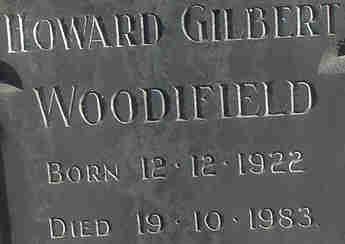 HOWARD GILBERT
WOODIFIELD
BORN 12·12·1922
DIED 19·10·1983